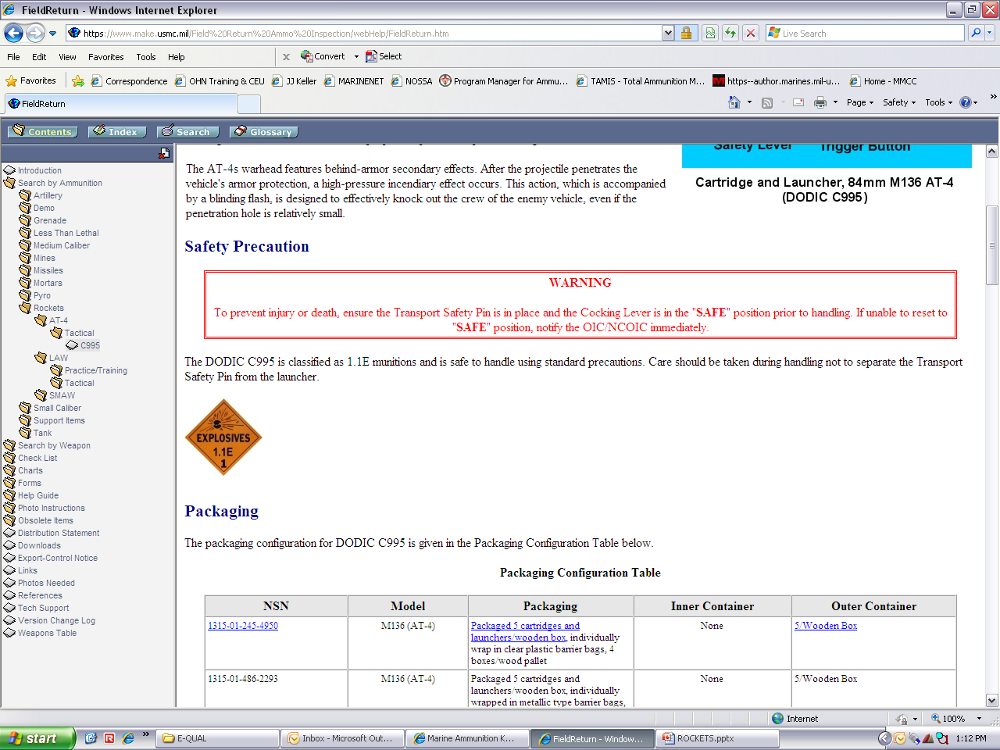 FieldReturn - Windows Internet Explorer
https://www.make.usmc.mil/Field%20Return%20Ammo%20Inspection/webHelp/FieldReturn.htm
Live Search
File Edit View Favorites Tools Help
x Convert Select
Favorites Correspondence OHN Training & CEU JJ Keller MARINENET NOSSA Program Manager for Ammu... TAMIS - Total Ammunition M... https--author.marines.mil-u... Home - MMCC
FieldReturn
Page Safety Tools
Contents Index Search Glossary
Introduction
Search by Ammunition
Artillery
Demo
Grenade
Less Than Lethal
Medium Caliber
Mines
Missiles
Mortars
Pyro
Rockets
AT-4
Tactical
C995
LAW
Practice/Training
Tactical
SMAW
Small Caliber
Support Items
Tank
Search by Weapon
Check List
Charts
Forms
Help Guide
Photo Instructions
Obsolete Items
Distribution Statement
Downloads
Export-Control Notice
Links
Photos Needed
References
Tech Support
Version Change Log
Weapons Table
Safety Lever Trigger Button
Cartridge and Launcher, 84mm M136 AT-4
(DODIC C995)
The AT-4s warhead features behind-armor secondary effects. After the projectile penetrates the
vehicle's armor protection, a high-pressure incendiary effect occurs. This action, which is accompanied
by a blinding flash, is designed to effectively knock out the crew of the enemy vehicle, even if the
penetration hole is relatively small.
Safety Precaution
WARNING
To prevent injury or death, ensure the Transport Safety Pin is in place and the Cocking Lever is in the "SAFE" position prior to handling. If unable to reset to
"SAFE" position, notify the OIC/NCOIC immediately.
The DODIC C995 is classified as 1.1E munitions and is safe to handle using standard precautions. Care should be taken during handling not to separate the Transport
Safety Pin from the launcher.
EXPLOSIVES
1.1E
1
Packaging
The packaging configuration for DODIC C995 is given in the Packaging Configuration Table below.
Packaging Configuration Table
NSN Model Packaging Inner Container Outer Container
1315-01-245-4950 M136 (AT-4) Packaged 5 cartridges and None 5/Wooden Box
launchers/wooden box, individually
wrap in clear plastic barrier bags, 4
boxes/wood pallet
1315-01-486-2293 M136 (AT-4) Packaged 5 cartridges and None 5/Wooden Box
launchers/wooden box, individually
wrapped in metallic type barrier bags,
Internet 100%
start E-QUAL Inbox - Microsoft Out... Marine Ammunition K... FieldReturn - Window... ROCKETS.pptx 1:12 PM